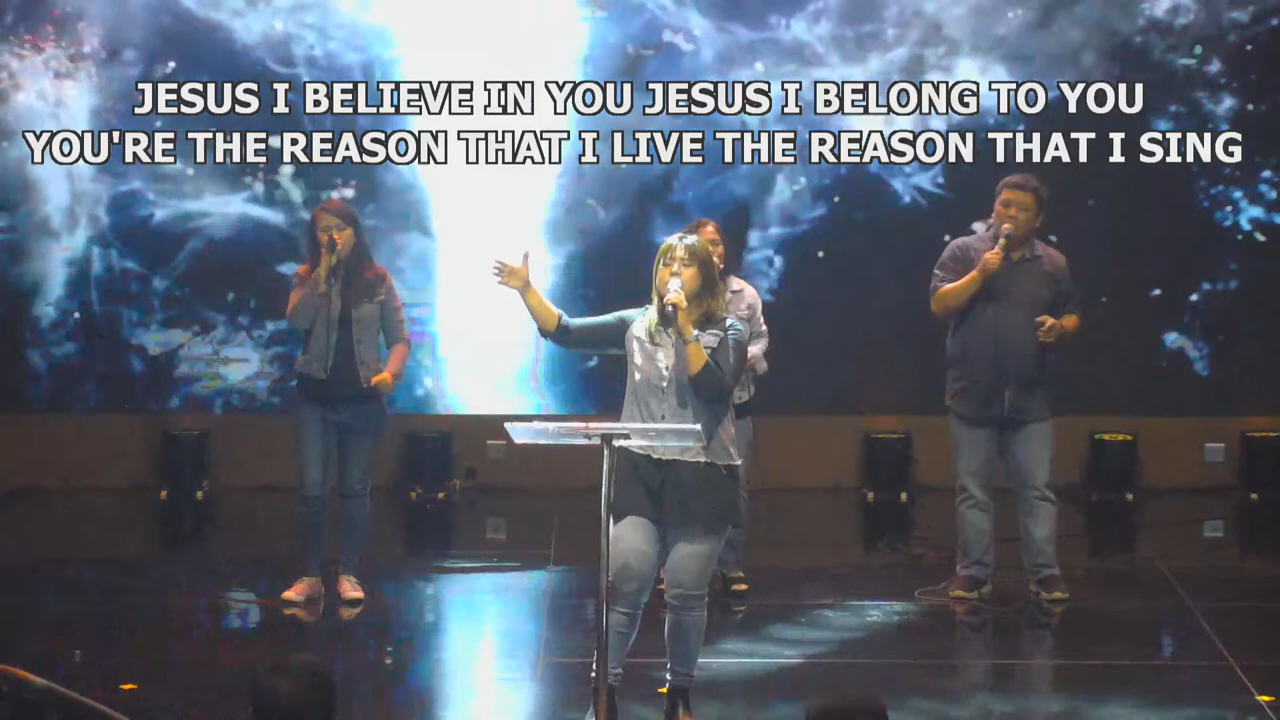 JESUS I BELIEVE IN YOU JESUS I BELONG TO YOU
YOU'RE THE REASON THAT I LIVE THE REASON THAT I SING